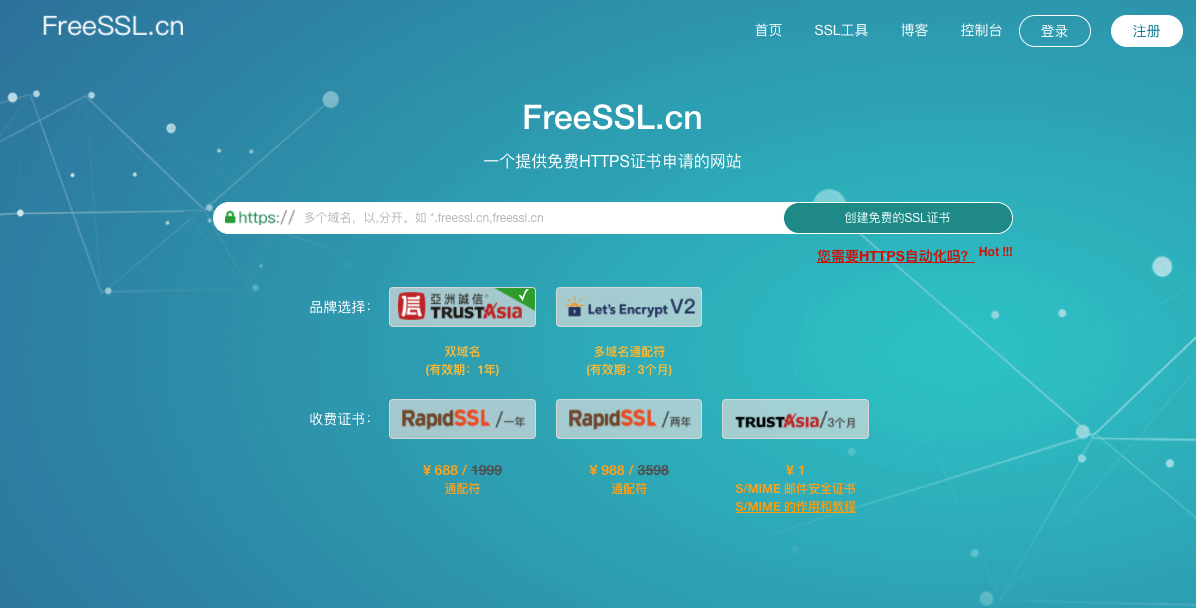 FreeSSL.cn
首页 SSL工具 博客 控制台 登录 注册
FreeSSL.cn
一个提供免费HTTPS证书申请的网站
https:// 多个域名，以,分开。如 *.freessl.cn,freessl.cn 创建免费的SSL证书
您需要HTTPS自动化吗？ Hot !!!
品牌选择： 亞洲誠信® TRUSTAsia Let's Encrypt V2
双域名 多域名通配符
(有效期：1年) (有效期：3个月)
收费证书： RapidSSL /一年 RapidSSL /两年 TRUSTAsia/3个月
¥ 688 / 1999 ¥ 988 / 3598 ¥ 1
通配符 通配符 S/MIME 邮件安全证书
S/MIME 的作用和教程